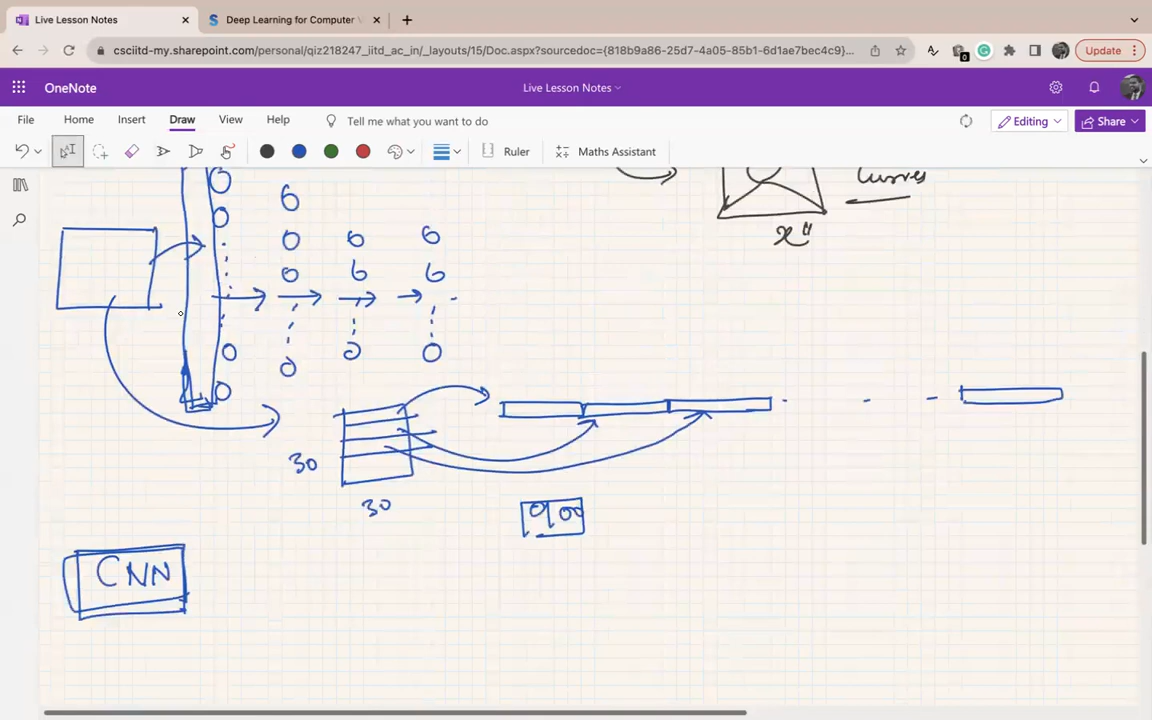 Live Lesson Notes
Deep Learning for Computer
csciitd-my.sharepoint.com/personal/qiz218247_iitd_ac_in/_layouts/15/Doc.aspx?sourcedoc={818b9a86-25d7-4a05-85b1-6d1ae7bec4c9}...
Update
OneNote
Live Lesson Notes
File Home Insert Draw View Help Tell me what you want to do
Editing Share
Ruler Maths Assistant
Curves
x"
30
30
900
CNN